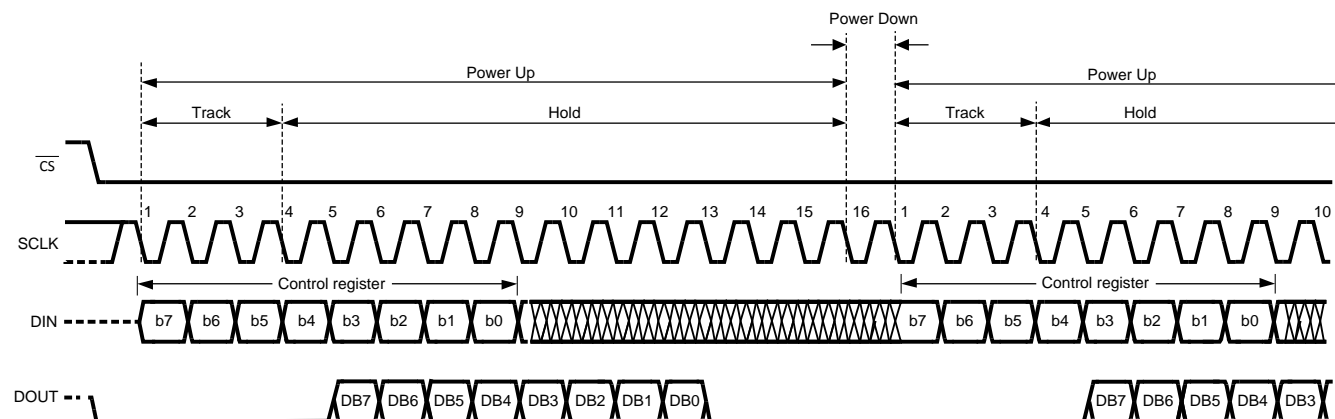 Power Down
Power Up Power Up
Track Hold Track Hold
CS
1 2 3 4 5 6 7 8 9 10 11 12 13 14 15 16 1 2 3 4 5 6 7 8 9 10
SCLK
Control register Control register
DIN b7 b6 b5 b4 b3 b2 b1 b0 b7 b6 b5 b4 b3 b2 b1 b0
DOUT DB7 DB6 DB5 DB4 DB3 DB2 DB1 DB0 DB7 DB6 DB5 DB4 DB3